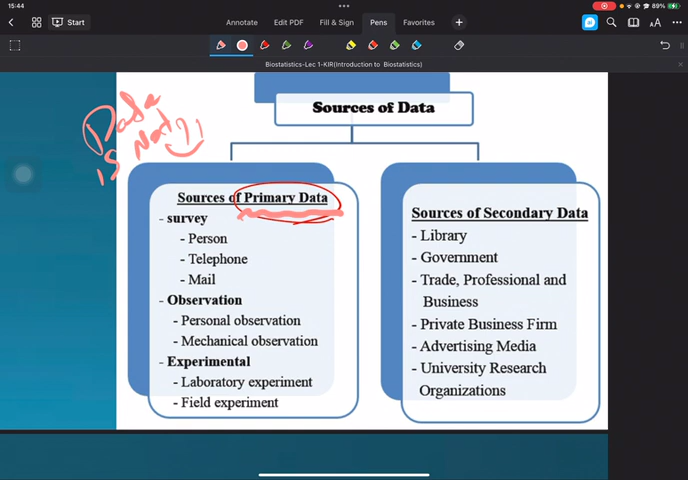 15:44
89%
Start
Annotate
Edit PDF
Fill & Sign
Pens
Favorites
AA
Biostatistics-Lec 1-KIR(Introduction to Biostatistics)
Sources of Data
is
Sources of Primary Data
- survey
- Person
- Telephone
- Mail
- Observation
- Personal observation
- Mechanical observation
- Experimental
- Laboratory experiment
- Field experiment
Sources of Secondary Data
- Library
- Government
- Trade, Professional and
Business
- Private Business Firm
- Advertising Media
- University Research
Organizations